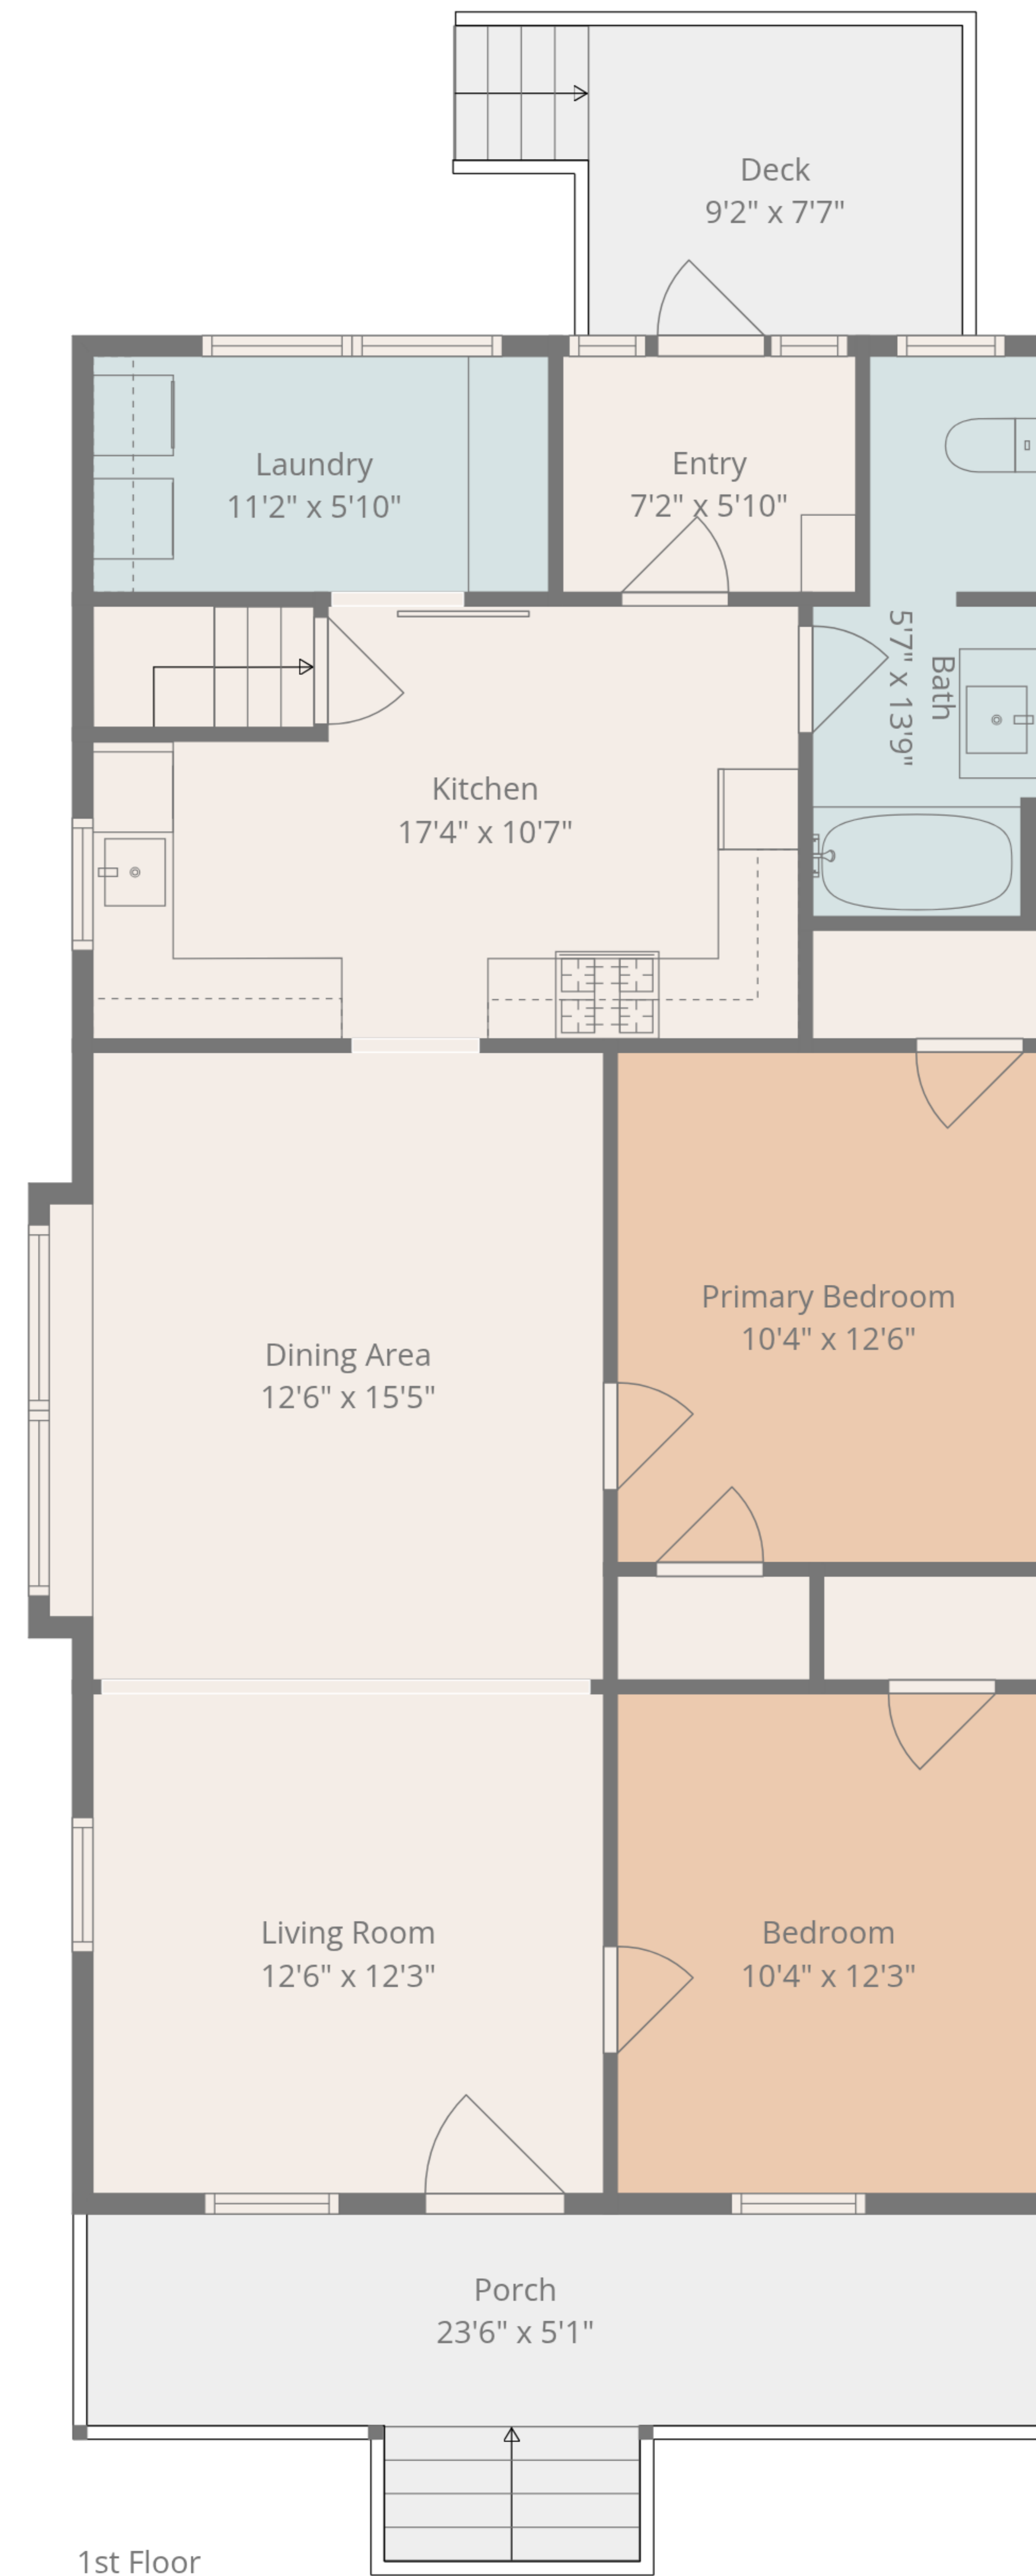 Deck
9'2" x 7'7"
Laundry
11'2" x 5'10"
Entry
7'2" x 5'10"
Bath
5'7" x 13'9"
Kitchen
17'4" x 10'7"
Primary Bedroom
10'4" x 12'6"
Dining Area
12'6" x 15'5"
Living Room
12'6" x 12'3"
Bedroom
10'4" x 12'3"
Porch
23'6" x 5'1"
1st Floor